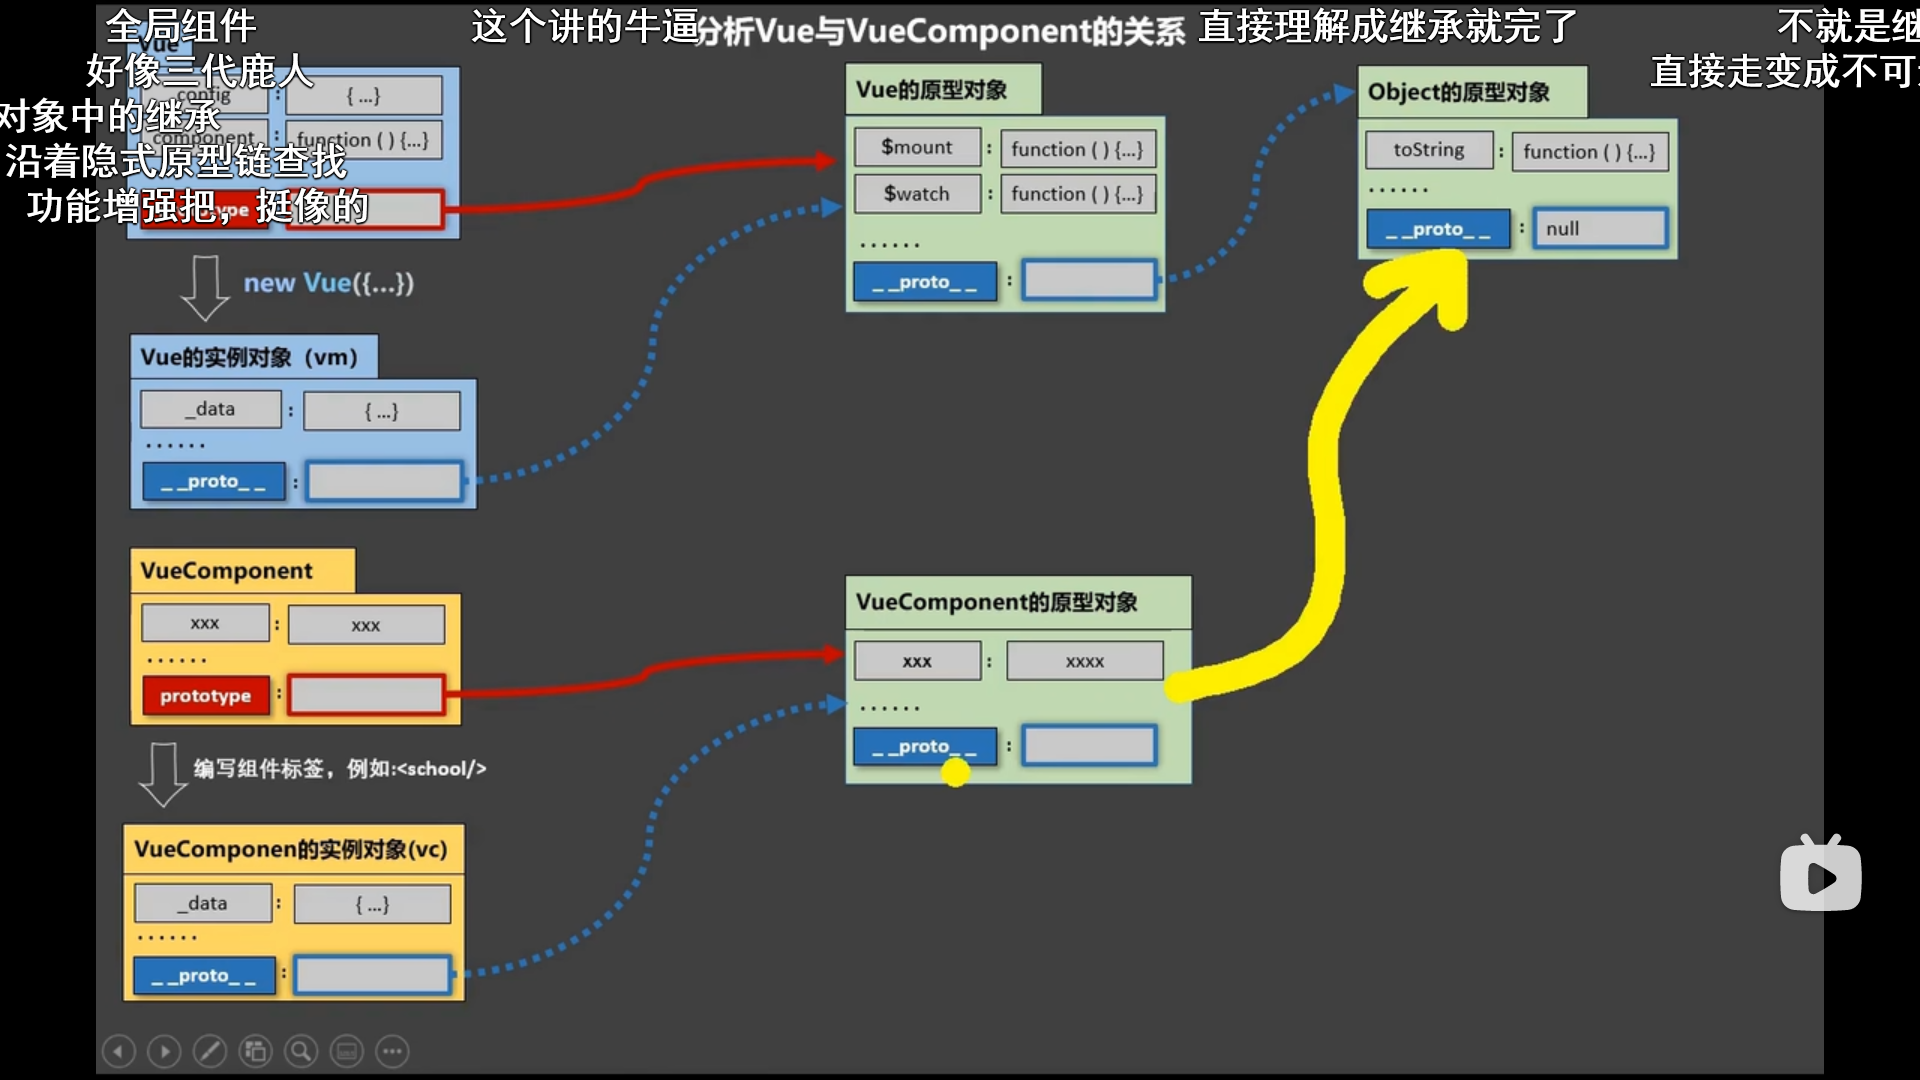 全局组件
这个讲的牛逼
分析Vue与VueComponent的关系
直接理解成继承就完了
不就是继
好像三代鹿人
直接走变成不可
对象中的继承
沿着隐式原型链查找
功能增强把，挺像的
Vue
_config : { ...}
component : function ( ) {...}
new Vue({...})
Vue的实例对象（vm）
_data : { ...}
······
_ _proto_ _ :
VueComponent
xxx : xxx
······
prototype :
编写组件标签，例如:<school/>
VueComponen的实例对象(vc)
_data : { ...}
······
_ _proto_ _ :
Vue的原型对象
$mount : function ( ) {...}
$watch : function ( ) {...}
······
_ _proto_ _ :
VueComponent的原型对象
xxx : xxxx
······
_ _proto_ _ :
Object的原型对象
toString : function ( ) {...}
······
_ _proto_ _ : null